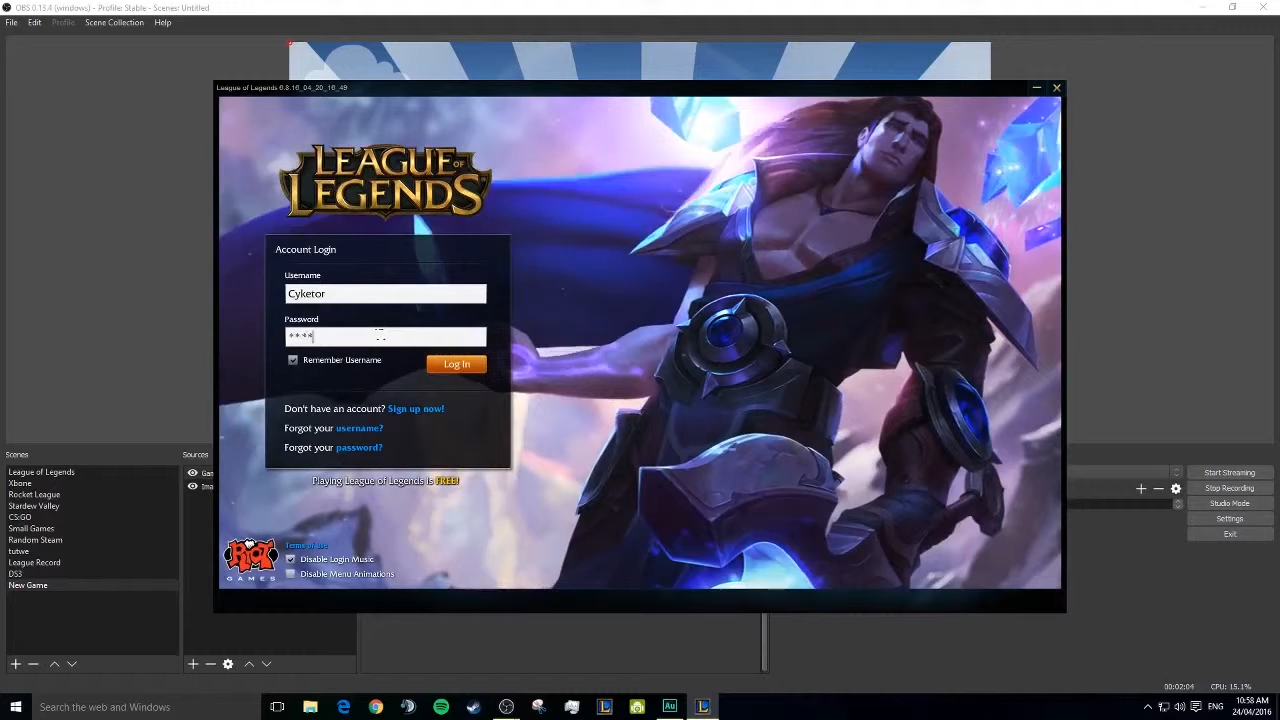 OBS 0.13.4 (windows) - Profile: Stable - Scenes: Untitled
File Edit Profile Scene Collection Help
League of Legends 6.8.16_04_20_16_49
LEAGUE OF
LEGENDS
Account Login
Username
Cyketor
Password
****
Remember Username
Log In
Don't have an account? Sign up now!
Forgot your username?
Forgot your password?
Playing League of Legends is FREE!
RIOT
GAMES
Terms of use
Disable Login Music
Disable Menu Animations
Scenes
League of Legends
Xbone
Rocket League
Stardew Valley
CS:GO
Small Games
Random Steam
tutwe
League Record
DS3
New Game
Sources
Gam
Ima
Start Streaming
Stop Recording
Studio Mode
Settings
Exit
00:02:04 CPU: 15.1%
Search the web and Windows
Au
ENG
10:58 AM
24/04/2016